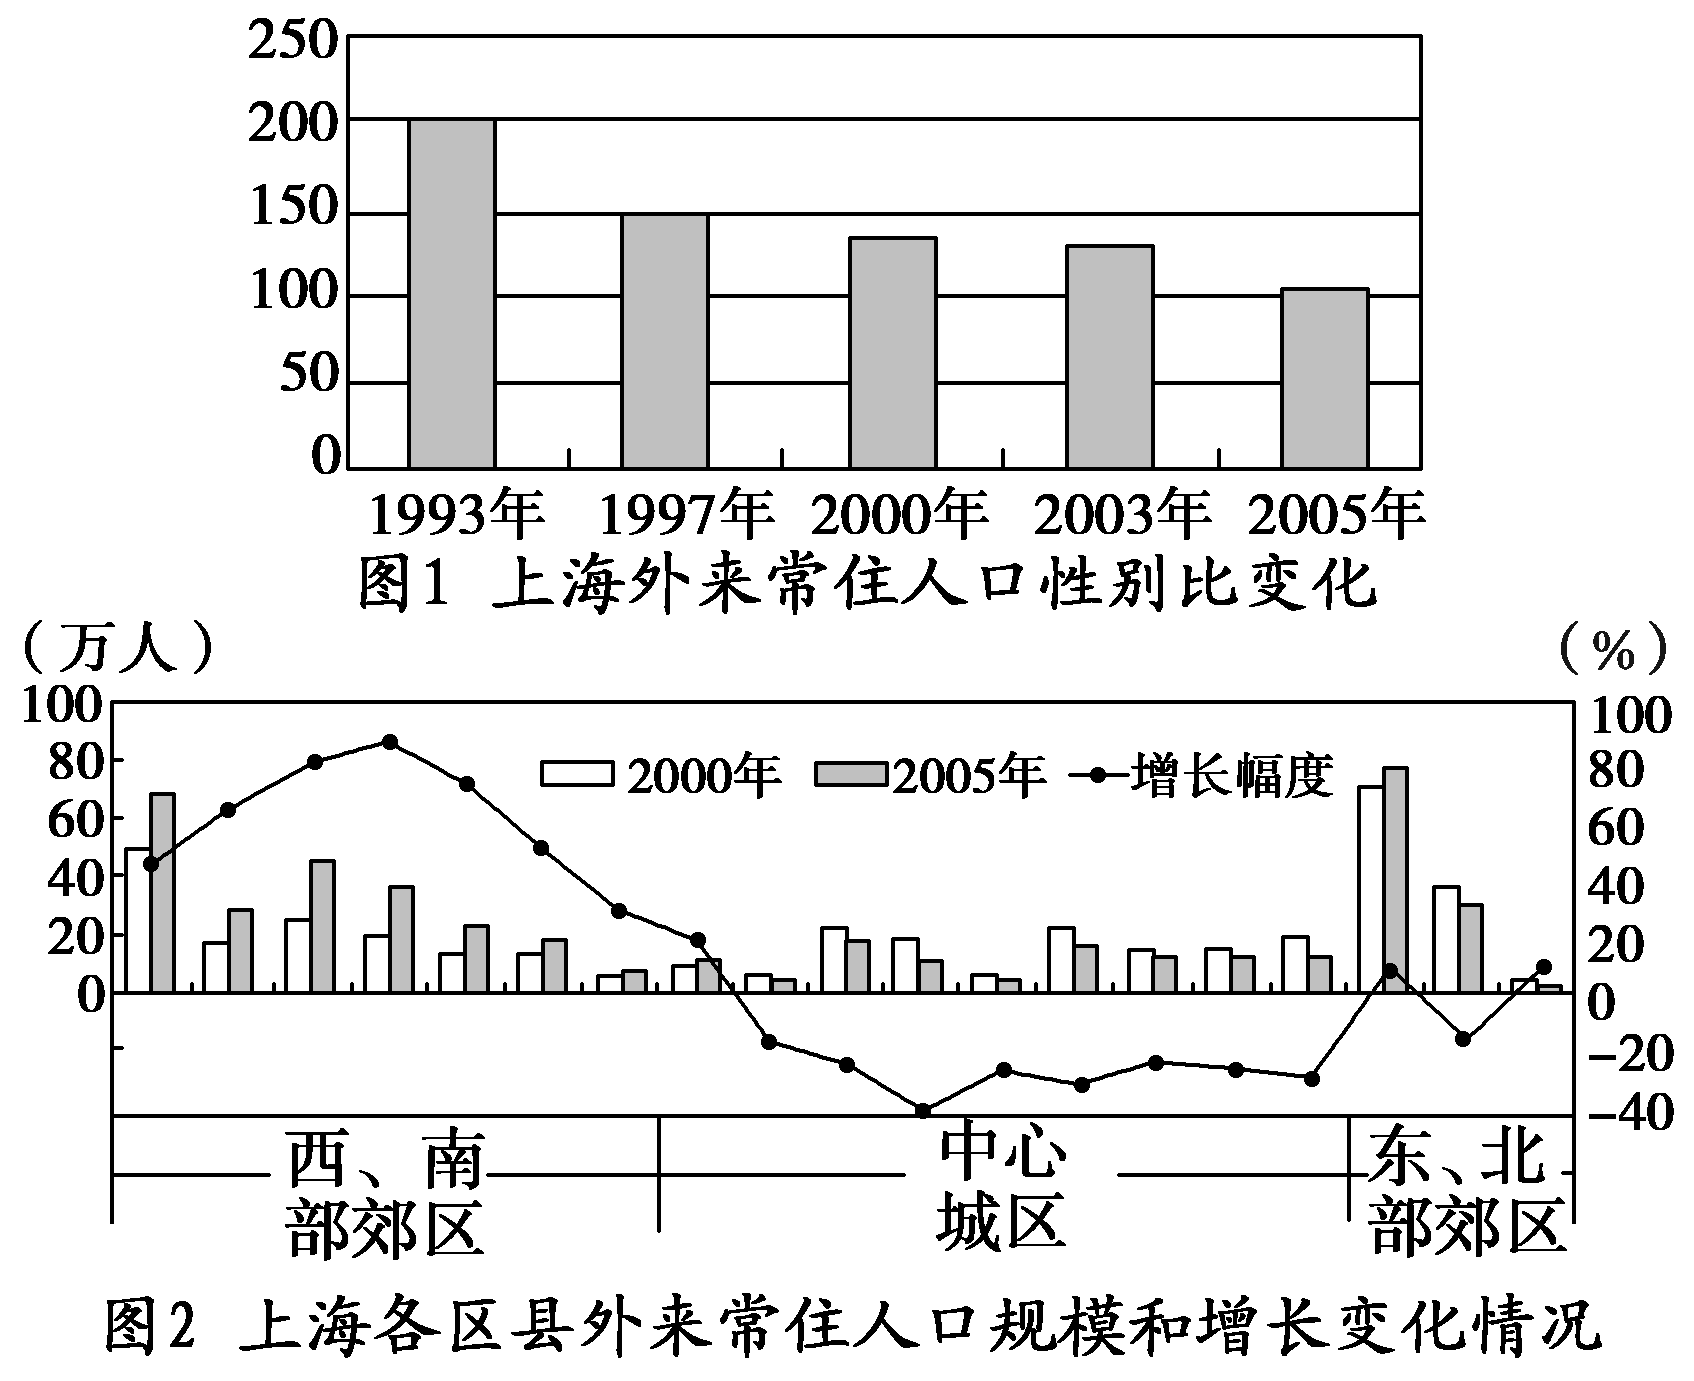 250
200
150
100
50
0
1993年 1997年 2000年 2003年 2005年
图1 上海外来常住人口性别比变化
(万人) (%)
100 100
80 80
60 60
40 40
20 20
0 0
-20
-40
2000年 2005年 增长幅度
西、南部郊区
中心城区
东、北部郊区
图2 上海各区县外来常住人口规模和增长变化情况